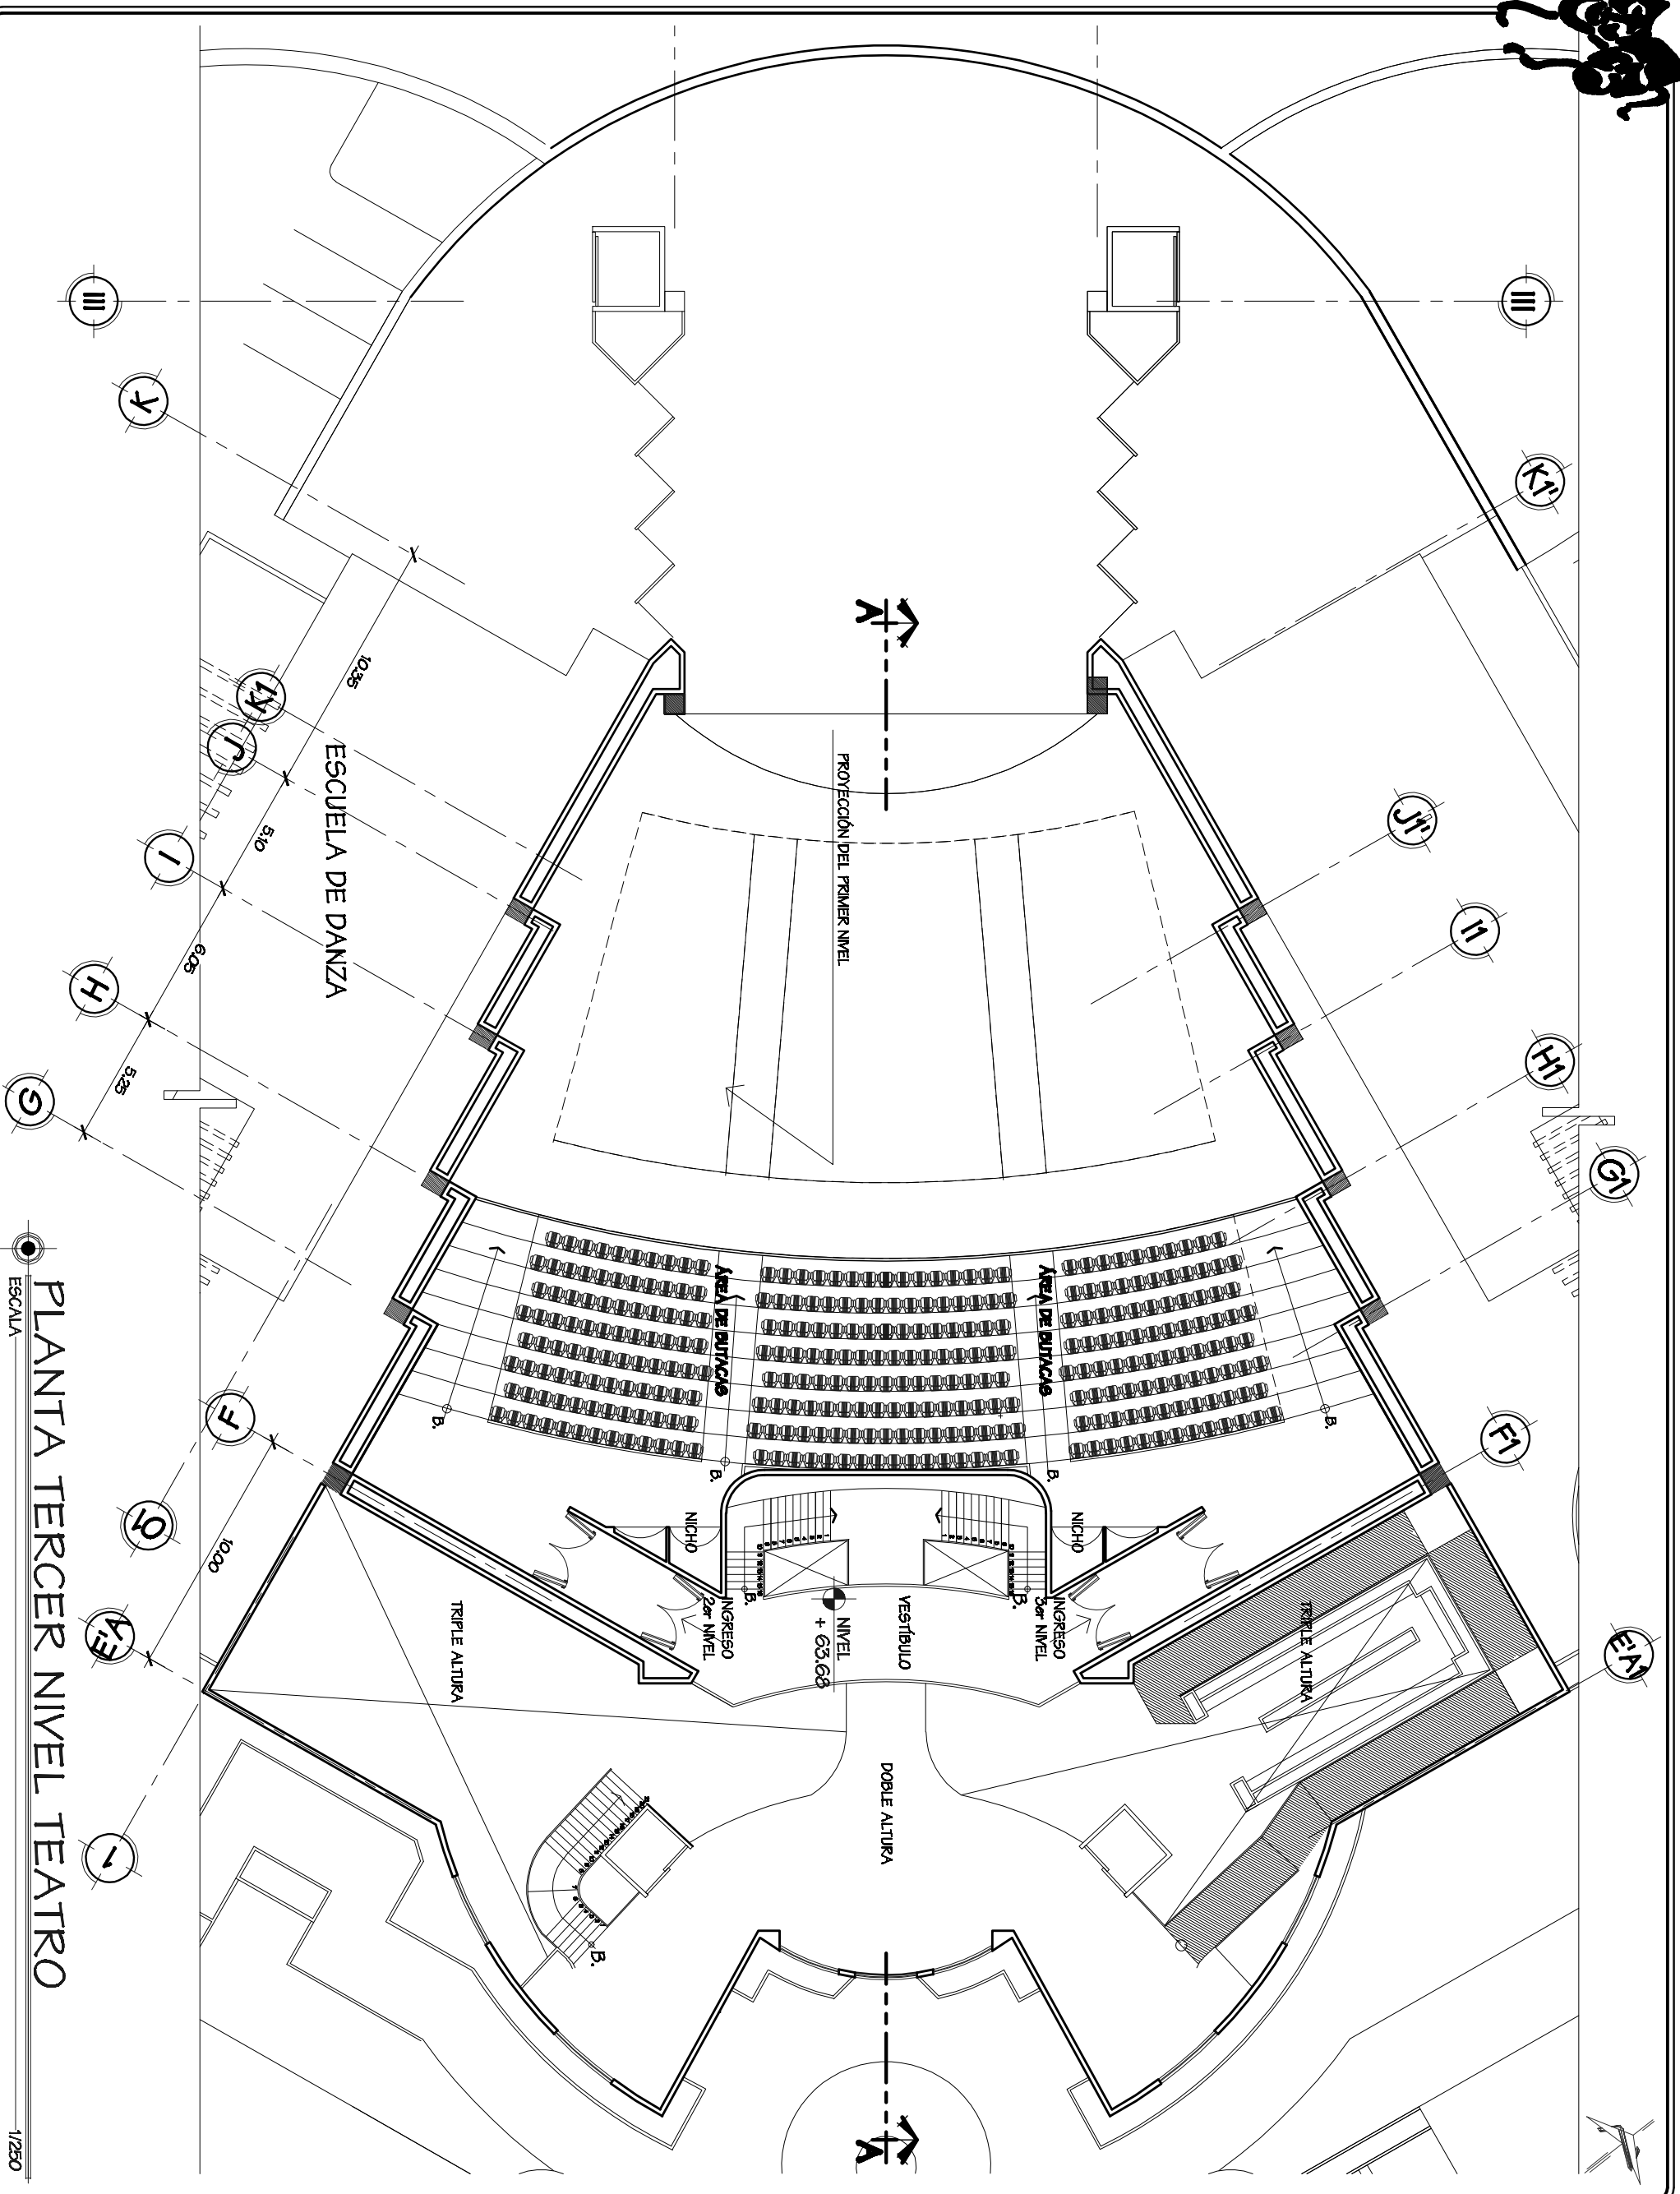 PLANTA TERCER NIVEL TEATRO
ESCALA
1/250
III
III
K
K1'
K1
J
J1'
I
I1
H
H1
G
G1
F
F1
10
E'A
E'A1
1
10.35
5.10
6.05
5.25
10.00
A
A
ESCUELA DE DANZA
PROYECCIÓN DEL PRIMER NIVEL
ÁREA DE BUTACAS
ÁREA DE BUTACAS
B.
B.
B.
B.
NICHO
NICHO
B.
B.
INGRESO
2er NIVEL
INGRESO
3er NIVEL
NIVEL
+ 63.68
VESTÍBULO
TRIPLE ALTURA
TRIPLE ALTURA
DOBLE ALTURA
B.